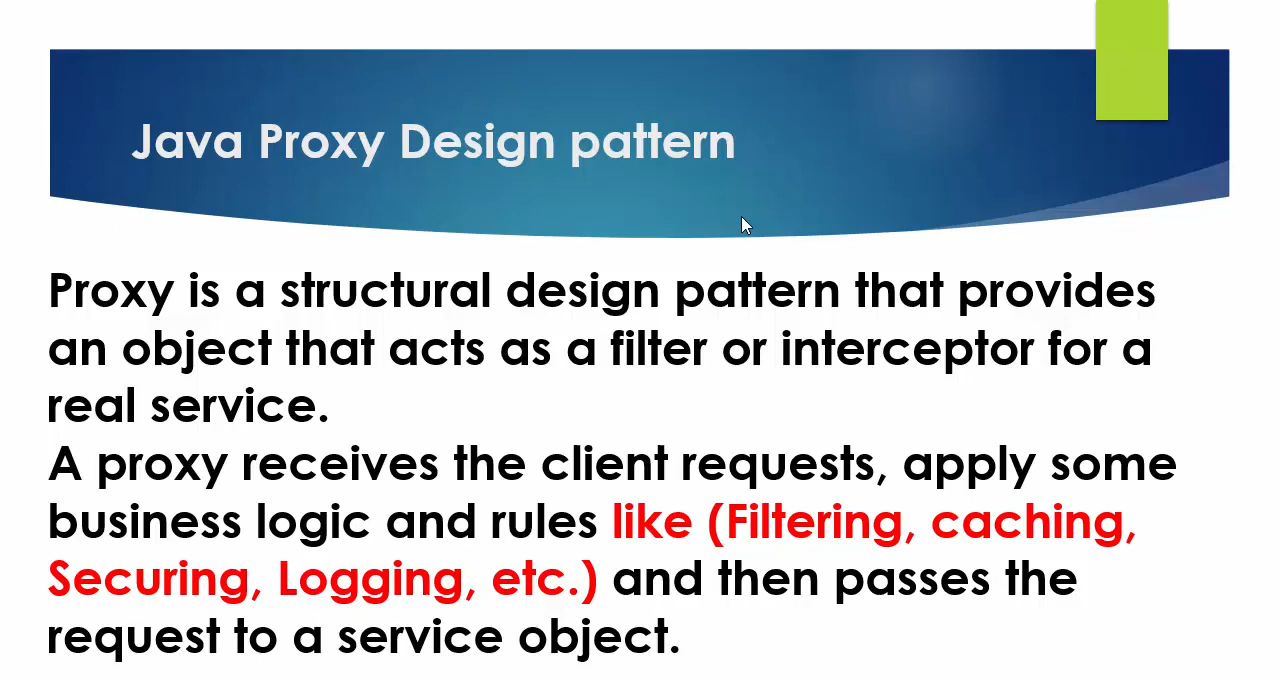 Java Proxy Design pattern
Proxy is a structural design pattern that provides
an object that acts as a filter or interceptor for a
real service.
A proxy receives the client requests, apply some
business logic and rules like (Filtering, caching,
Securing, Logging, etc.) and then passes the
request to a service object.